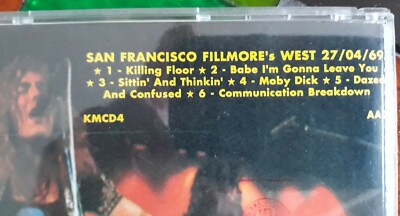 SAN FRANCISCO FILLMORE's WEST 27/04/69
★ 1 - Killing Floor ★ 2 - Babe I'm Gonna Leave You
★ 3 - Sittin' And Thinkin' ★ 4 - Moby Dick ★ 5 - Dazed
And Confused ★ 6 - Communication Breakdown
KMCD4 AA